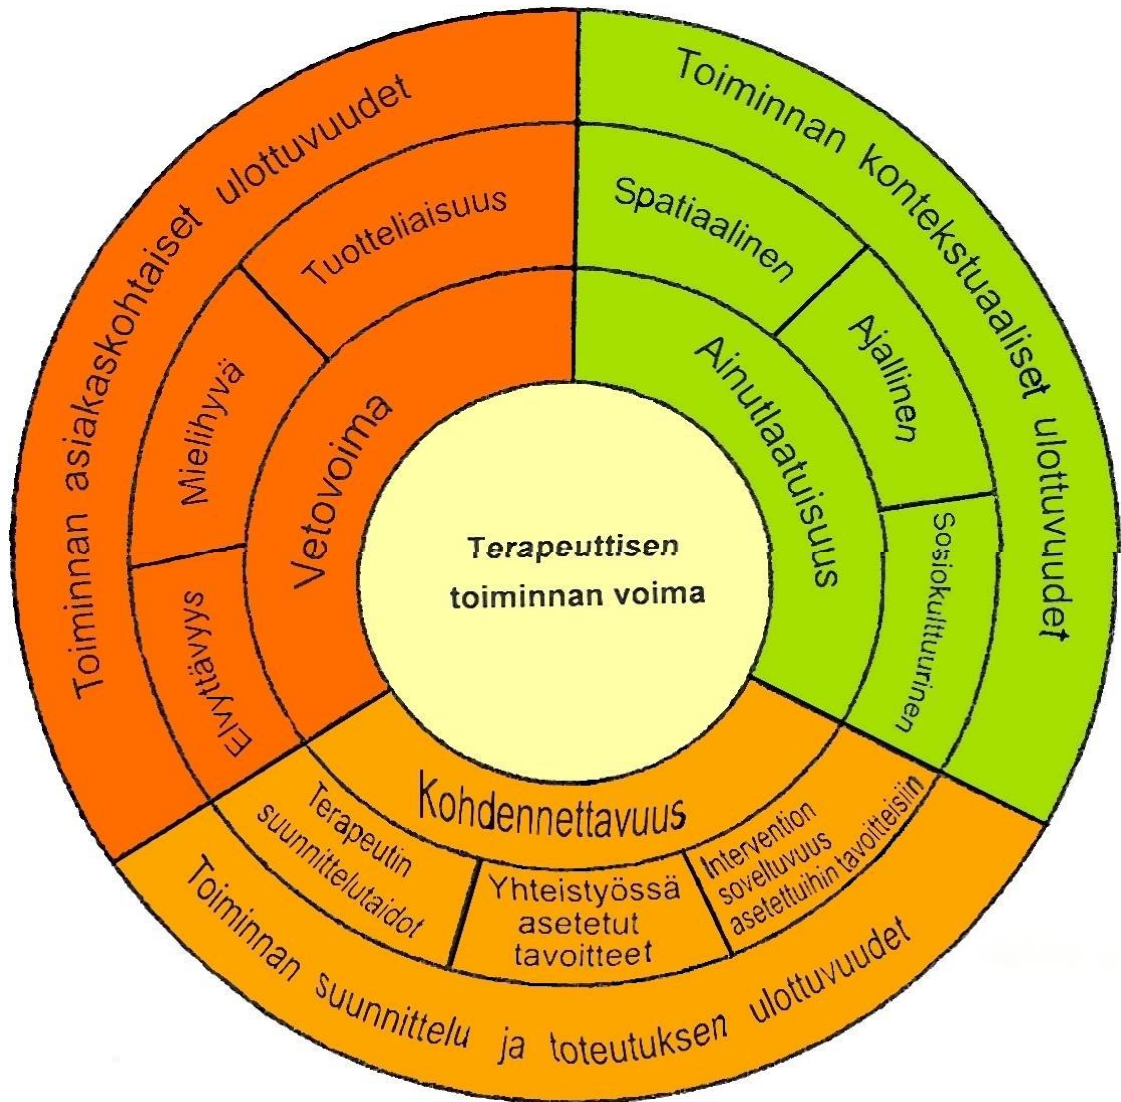 Toiminnan asiakaskohtaiset ulottuvuudet
Tuotteliaisuus
Mielihyvä
Elvyttävyys
Vetovoima
Toiminnan kontekstuaaliset ulottuvuudet
Spatiaalinen
Ajallinen
Sosiokulttuurinen
Ainutlaatuisuus
Terapeuttisen
toiminnan voima
Kohdennettavuus
Terapeutin
suunnittelutaidot
Yhteistyössä
asetetut
tavoitteet
Intervention
soveltuvuus
asetettuihin tavoitteisiin
Toiminnan suunnittelu ja toteutuksen ulottuvuudet